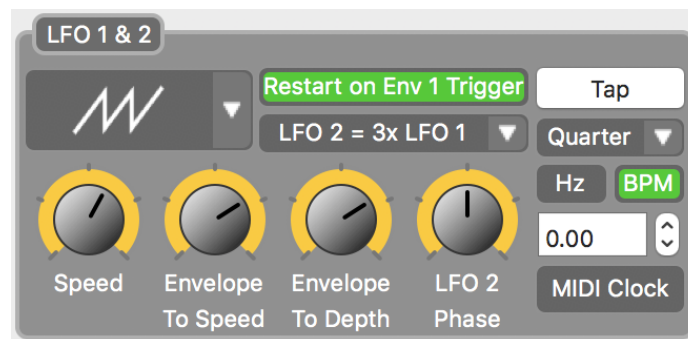 LFO 1 & 2
Restart on Env 1 Trigger
Tap
LFO 2 = 3x LFO 1
Quarter
Hz
BPM
0.00
MIDI Clock
Speed
Envelope
To Speed
Envelope
To Depth
LFO 2
Phase